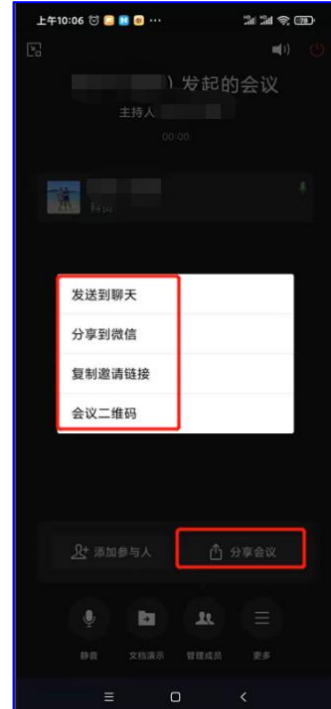 上午10:06
78
) 发起的会议
主持人
00:00
发送到聊天
分享到微信
复制邀请链接
会议二维码
添加参与人
分享会议
静音
文档演示
管理成员
更多